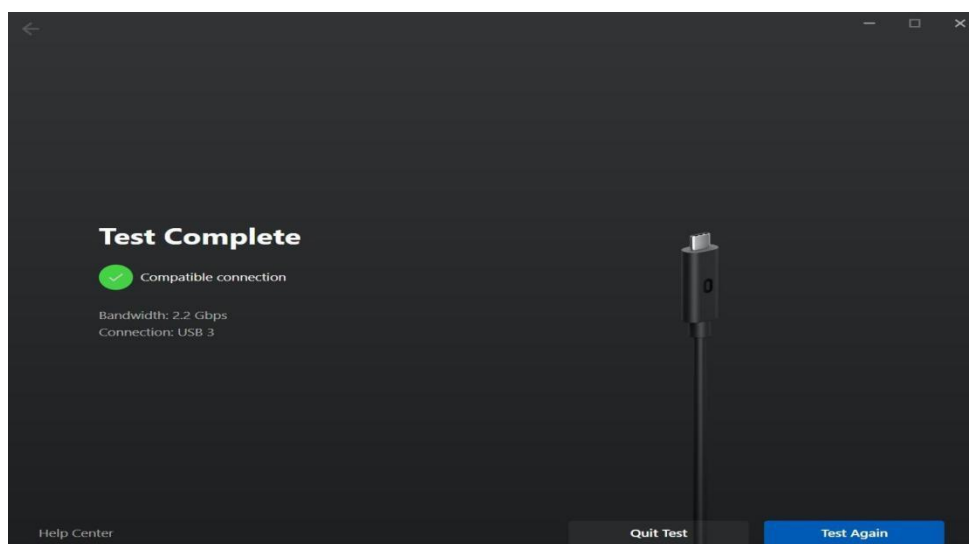 Test Complete
Compatible connection
Bandwidth: 2.2 Gbps
Connection: USB 3
Help Center
Quit Test
Test Again